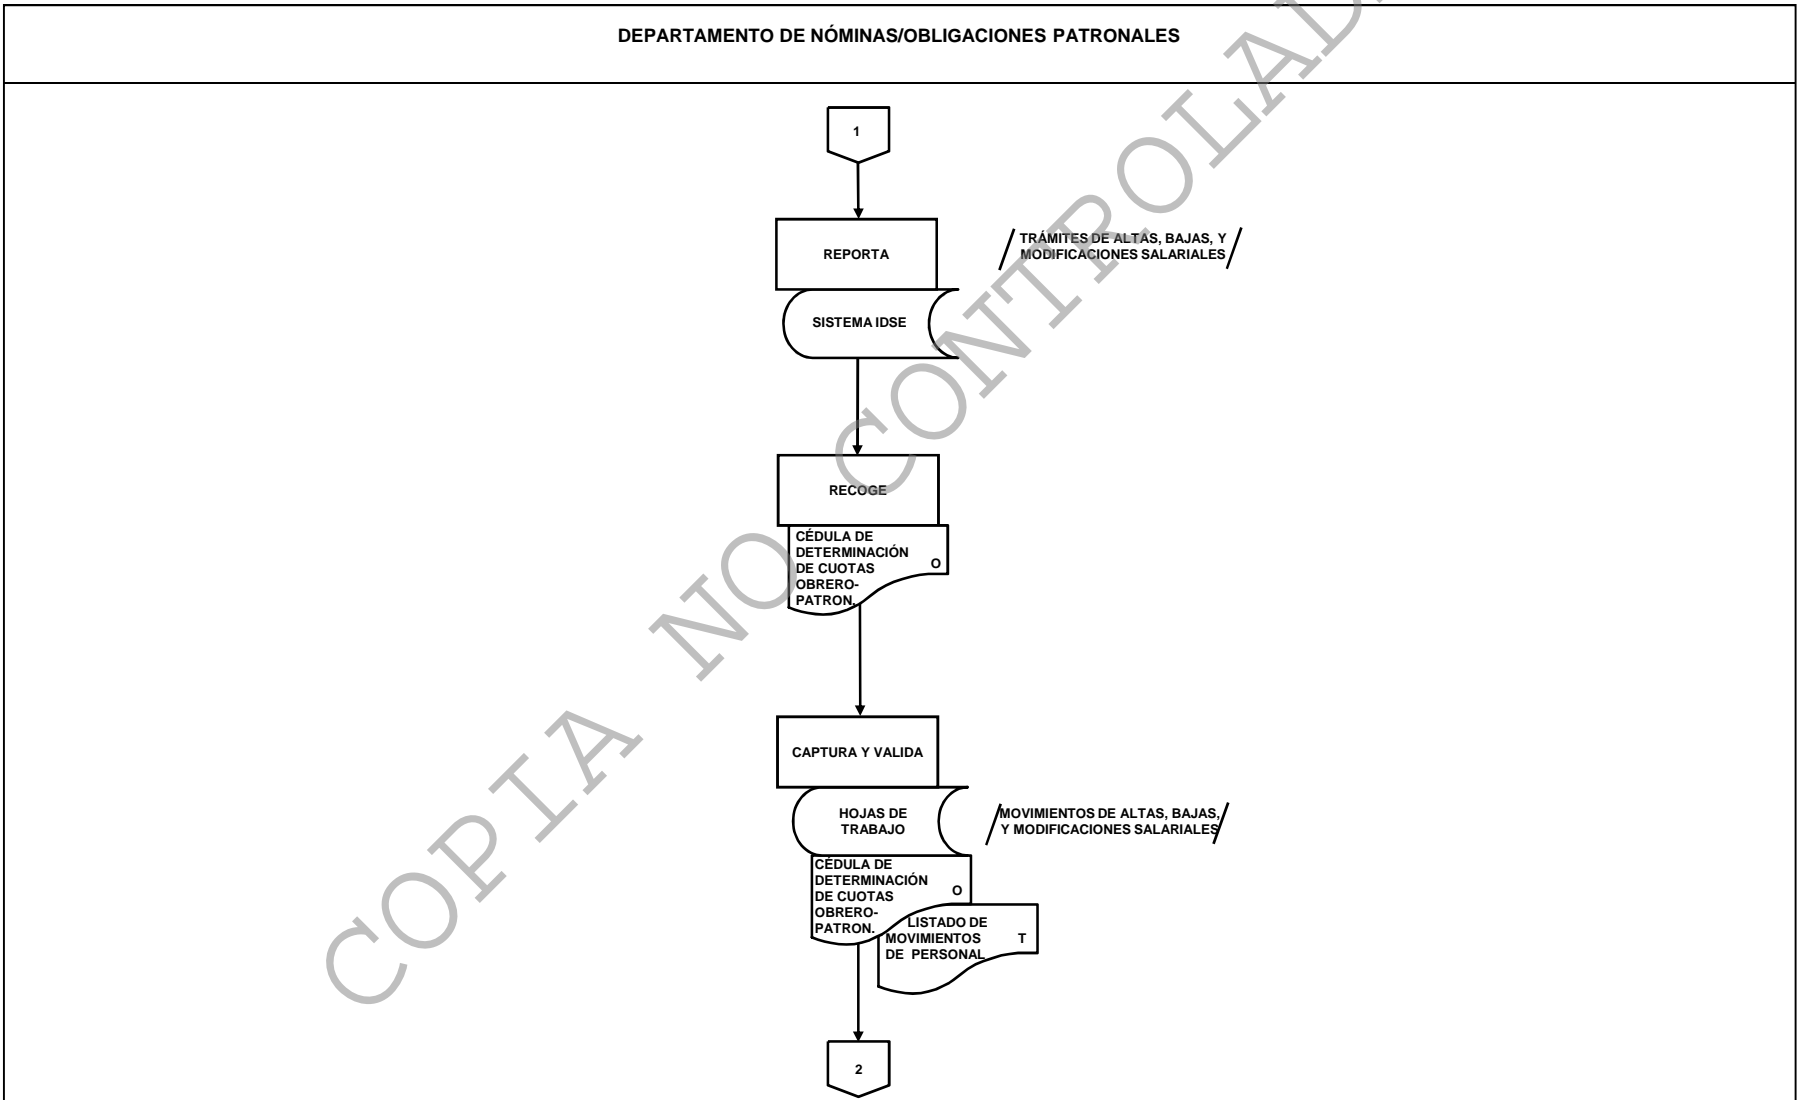 DEPARTAMENTO DE NÓMINAS/OBLIGACIONES PATRONALES
1
REPORTA
TRÁMITES DE ALTAS, BAJAS, Y
MODIFICACIONES SALARIALES
SISTEMA IDSE
RECOGE
CÉDULA DE
DETERMINACIÓN
DE CUOTAS
OBRERO-
PATRON.
O
CAPTURA Y VALIDA
HOJAS DE
TRABAJO
MOVIMIENTOS DE ALTAS, BAJAS,
Y MODIFICACIONES SALARIALES
CÉDULA DE
DETERMINACIÓN
DE CUOTAS
OBRERO-
PATRON.
O
LISTADO DE
MOVIMIENTOS
DE PERSONAL
T
2
COPIA NO CONTROLAD